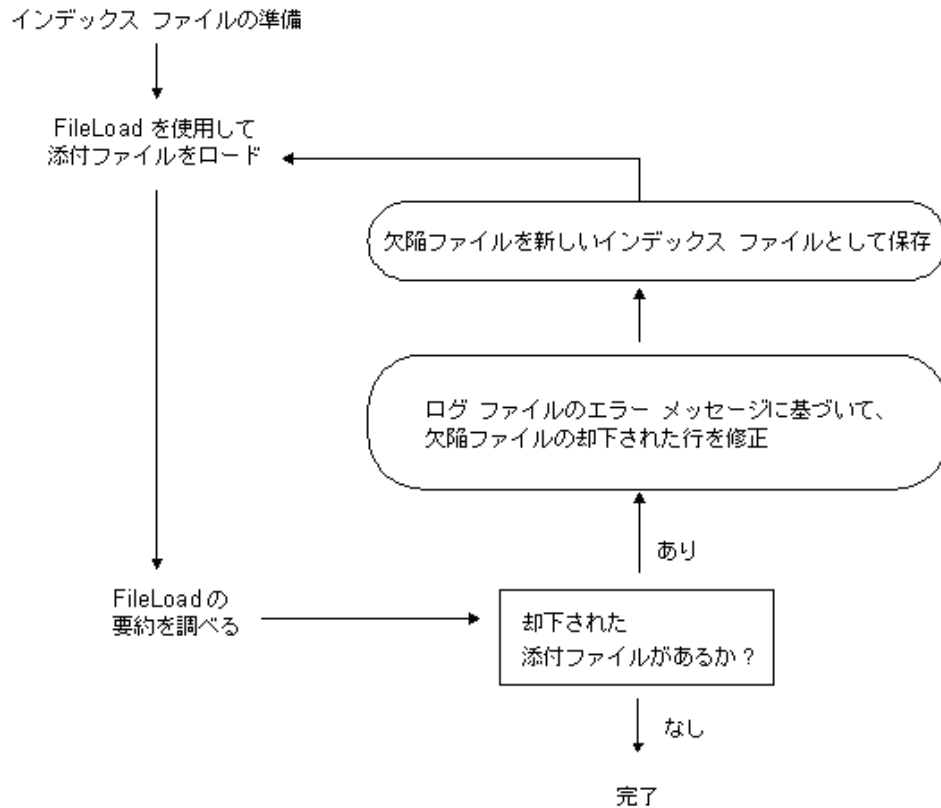 インデックス ファイルの準備
FileLoad を使用して
添付ファイルをロード
欠陥ファイルを新しいインデックス ファイルとして保存
ログ ファイルのエラー メッセージに基づいて、
欠陥ファイルの却下された行を修正
あり
FileLoad の
要約を調べる
却下された
添付ファイルがあるか？
なし
完了